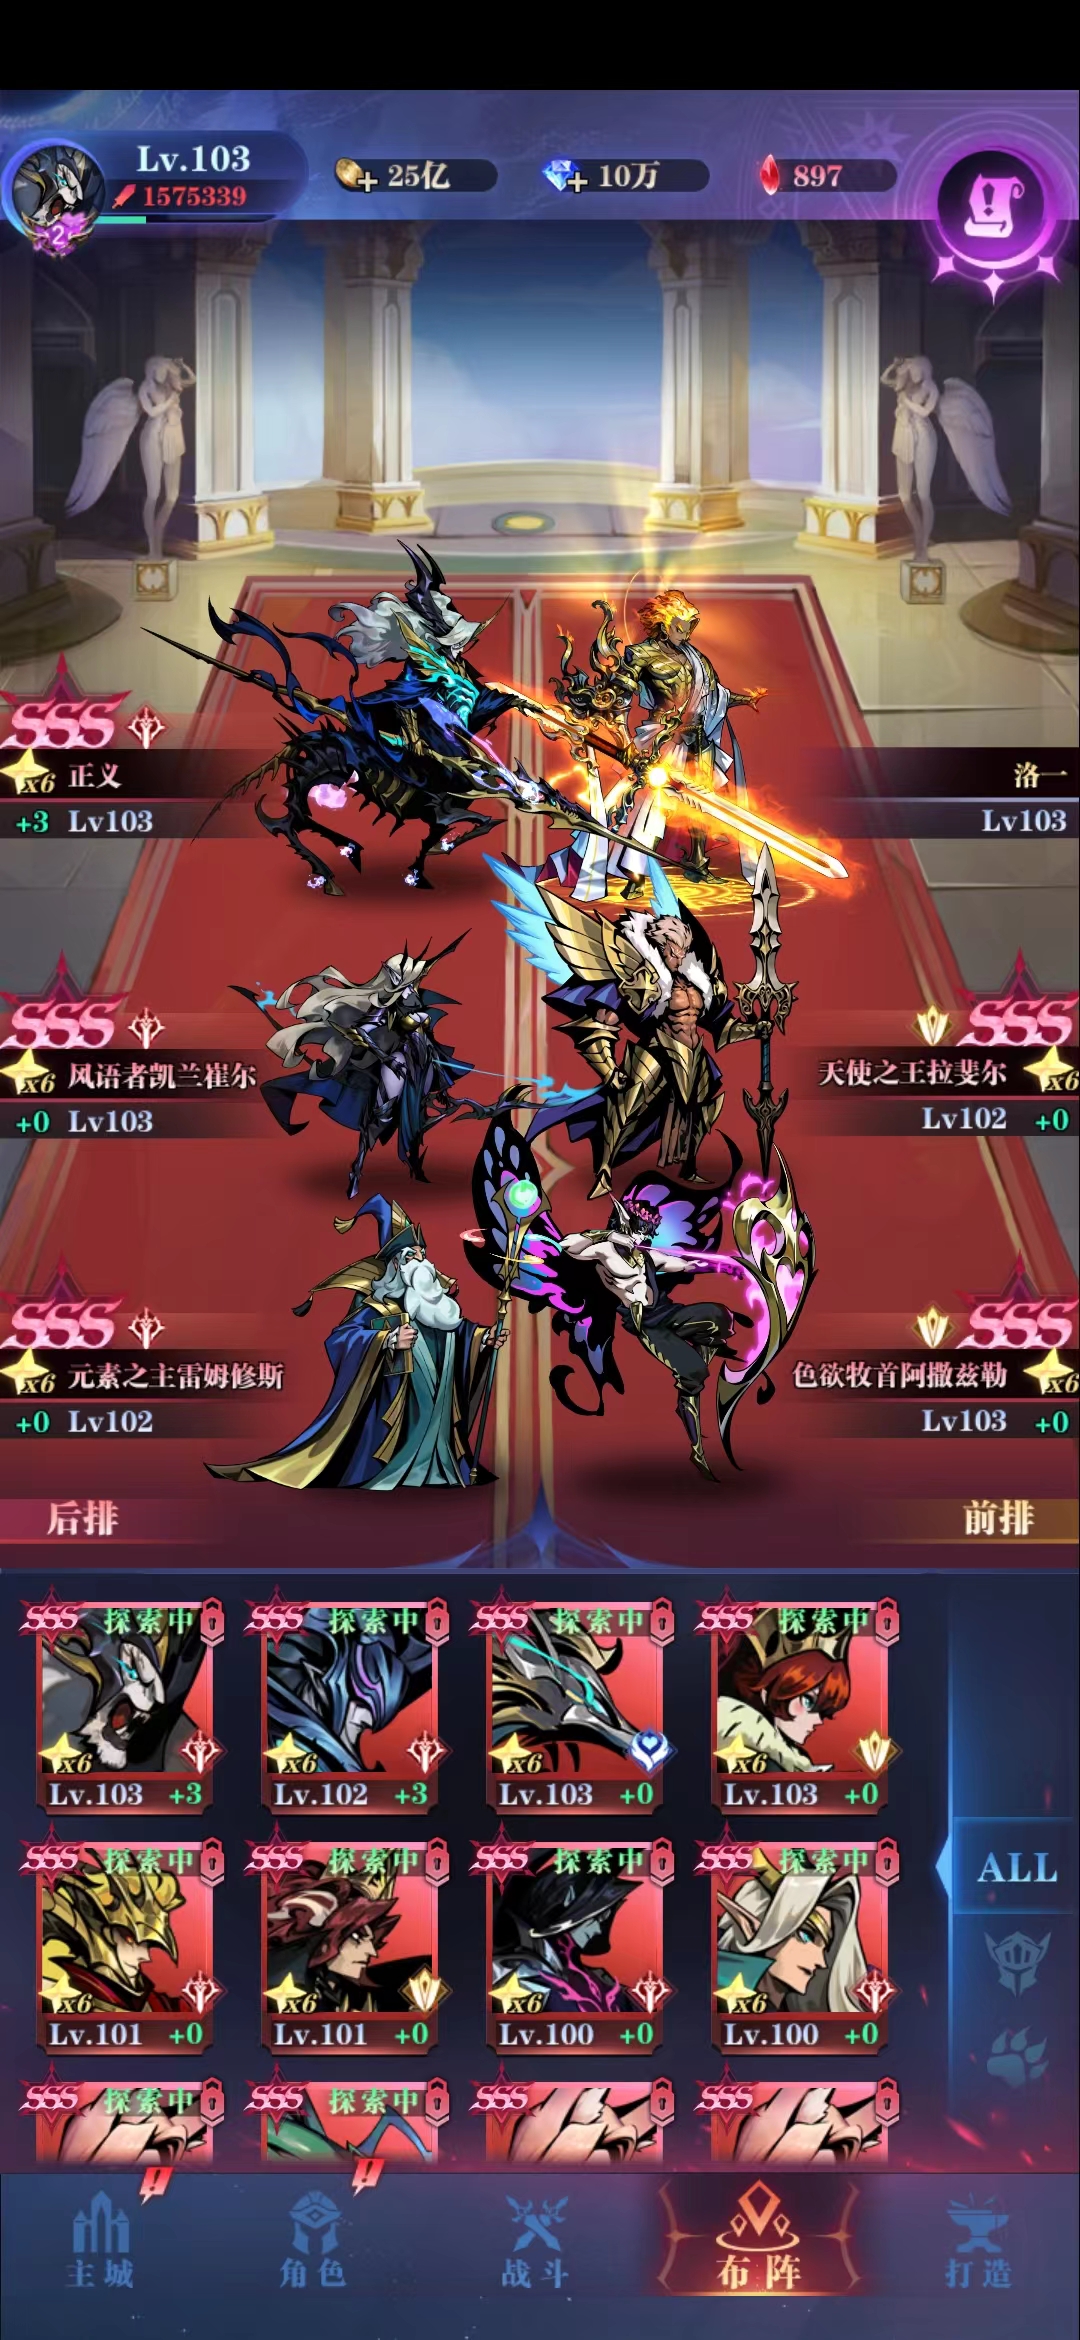 Lv.103
1575339
2
25亿
10万
897
SSS
x6 正义
+3 Lv103
洛一
Lv103
SSS
x6 风语者凯兰崔尔
+0 Lv103
SSS
天使之王拉斐尔 x6
Lv102 +0
SSS
x6 元素之主雷姆修斯
+0 Lv102
SSS
色欲牧首阿撒兹勒 x6
Lv103 +0
后排
前排
SSS 探索中
SSS 探索中
SSS 探索中
SSS 探索中
x6
x6
x6
x6
Lv.103 +3
Lv.102 +3
Lv.103 +0
Lv.103 +0
SSS 探索中
SSS 探索中
SSS 探索中
SSS 探索中
ALL
x6
x6
x6
x6
Lv.101 +0
Lv.101 +0
Lv.100 +0
Lv.100 +0
SSS 探索中
SSS 探索中
SSS
SSS
主城
角色
战斗
布阵
打造